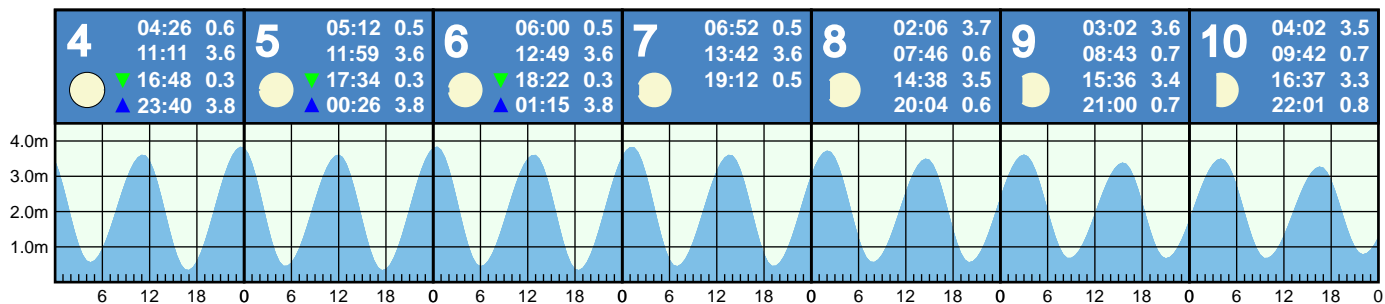 4
04:26 0.6
11:11 3.6
▼ 16:48 0.3
▲ 23:40 3.8
5
05:12 0.5
11:59 3.6
▼ 17:34 0.3
▲ 00:26 3.8
6
06:00 0.5
12:49 3.6
▼ 18:22 0.3
▲ 01:15 3.8
7
06:52 0.5
13:42 3.6
19:12 0.5
8
02:06 3.7
07:46 0.6
14:38 3.5
20:04 0.6
9
03:02 3.6
08:43 0.7
15:36 3.4
21:00 0.7
10
04:02 3.5
09:42 0.7
16:37 3.3
22:01 0.8
4.0m
3.0m
2.0m
1.0m
6 12 18 0 6 12 18 0 6 12 18 0 6 12 18 0 6 12 18 0 6 12 18 0 6 12 18 0